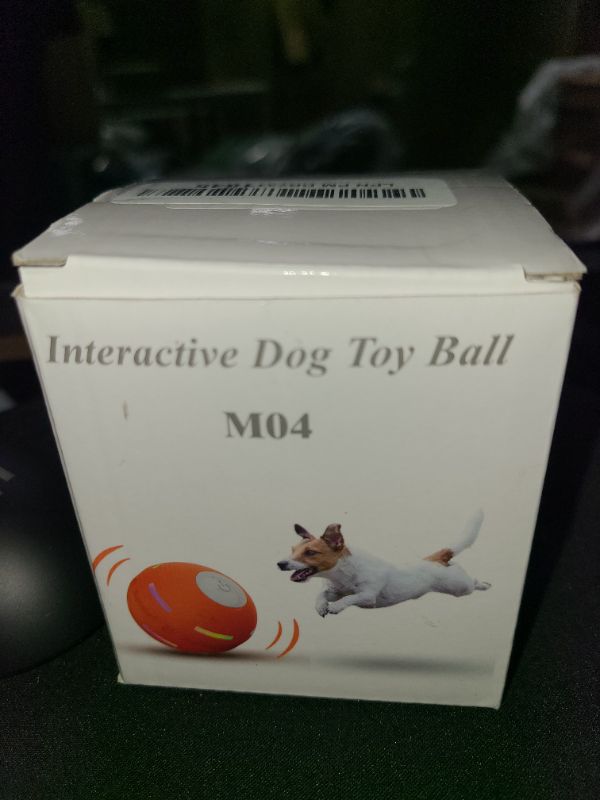 Interactive Dog Toy Ball
M04